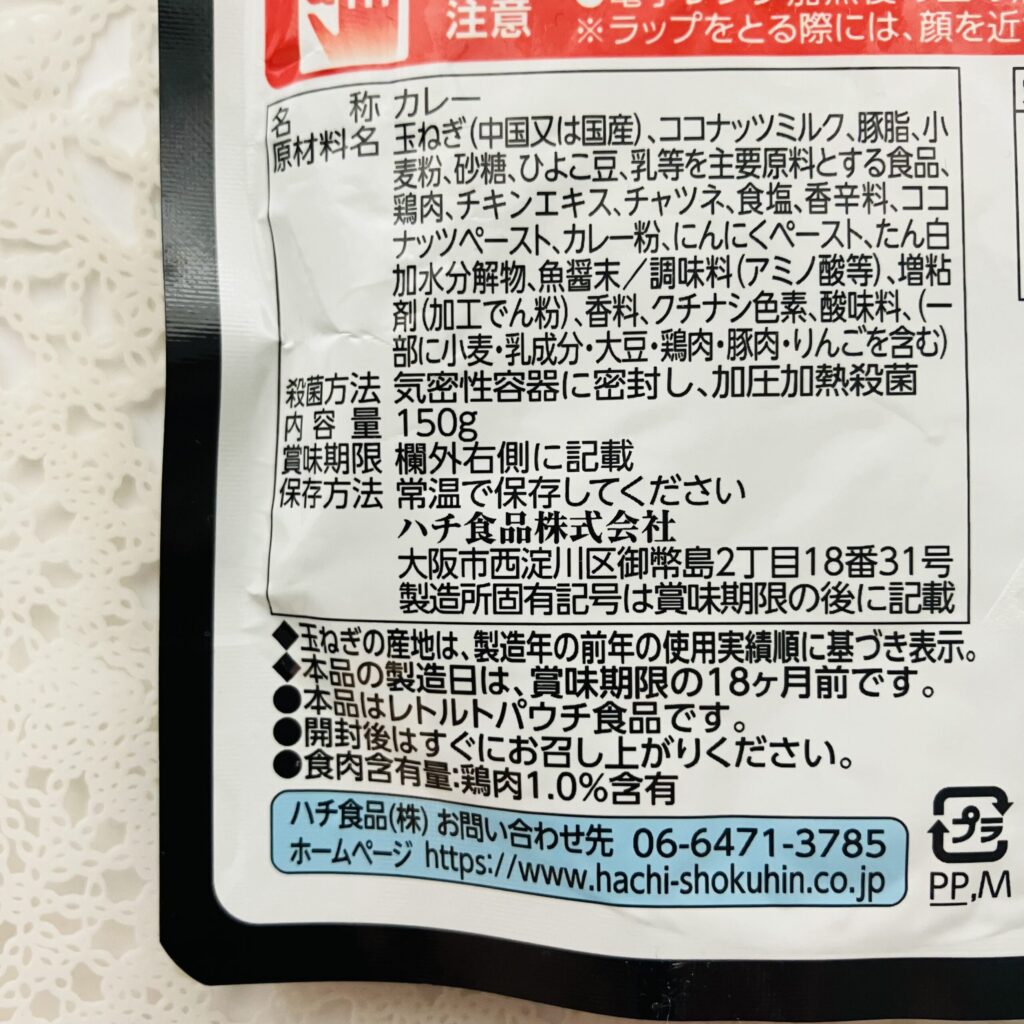 注意
※ラップをとる際には、顔を近
名称 カレー
原材料名 玉ねぎ(中国又は国産)、ココナッツミルク、豚脂、小
麦粉、砂糖、ひよこ豆、乳等を主要原料とする食品、
鶏肉、チキンエキス、チャツネ、食塩、香辛料、ココ
ナッツペースト、カレー粉、にんにくペースト、たん白
加水分解物、魚醤末／調味料(アミノ酸等)、増粘
剤(加工でん粉)、香料、クチナシ色素、酸味料、(一
部に小麦・乳成分・大豆・鶏肉・豚肉・りんごを含む)
殺菌方法 気密性容器に密封し、加圧加熱殺菌
内容量 150g
賞味期限 欄外右側に記載
保存方法 常温で保存してください
ハチ食品株式会社
大阪市西淀川区御幣島2丁目18番31号
製造所固有記号は賞味期限の後に記載
◆玉ねぎの産地は、製造年の前年の使用実績順に基づき表示。
◆本品の製造日は、賞味期限の18ヶ月前です。
●本品はレトルトパウチ食品です。
●開封後はすぐにお召し上がりください。
●食肉含有量:鶏肉1.0%含有
ハチ食品(株) お問い合わせ先 06-6471-3785
ホームページ https://www.hachi-shokuhin.co.jp
プラ
PP,M